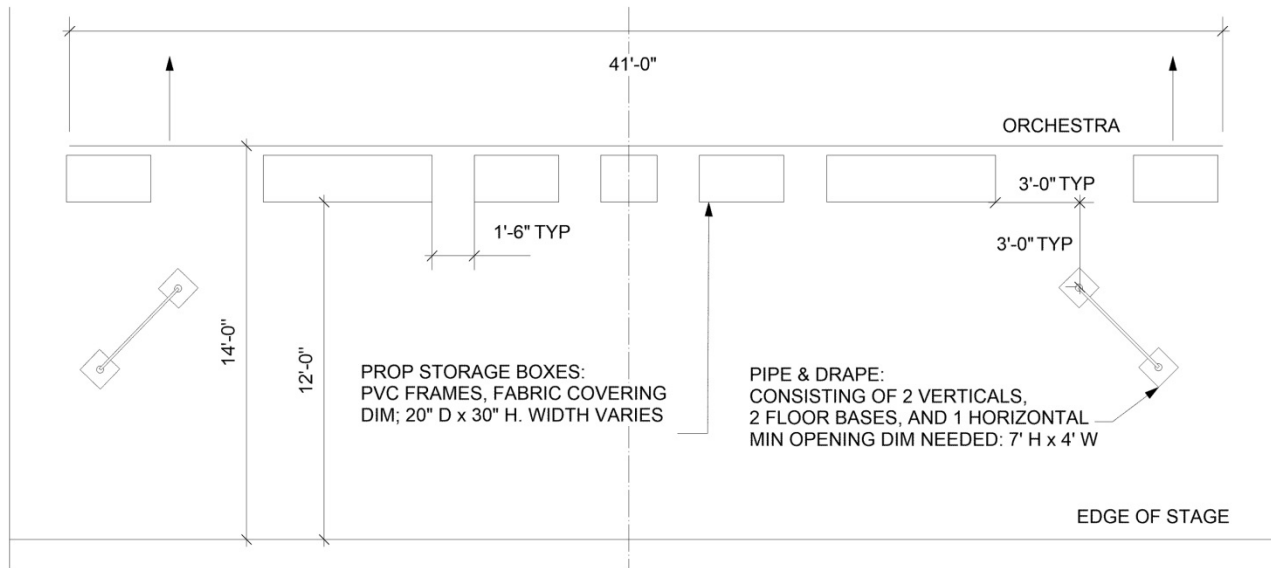 41'-0"
ORCHESTRA
3'-0" TYP
1'-6" TYP
3'-0" TYP
14'-0"
12'-0"
PROP STORAGE BOXES:
PVC FRAMES, FABRIC COVERING
DIM; 20" D x 30" H. WIDTH VARIES
PIPE & DRAPE:
CONSISTING OF 2 VERTICALS,
2 FLOOR BASES, AND 1 HORIZONTAL
MIN OPENING DIM NEEDED: 7' H x 4' W
EDGE OF STAGE